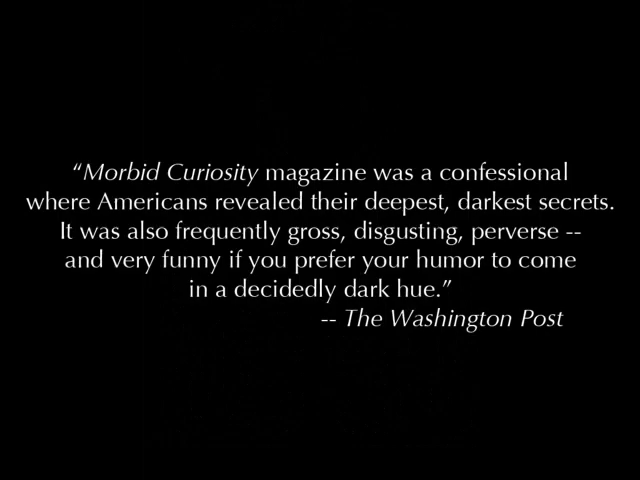 “Morbid Curiosity magazine was a confessional
where Americans revealed their deepest, darkest secrets.
It was also frequently gross, disgusting, perverse --
and very funny if you prefer your humor to come
in a decidedly dark hue.”
-- The Washington Post